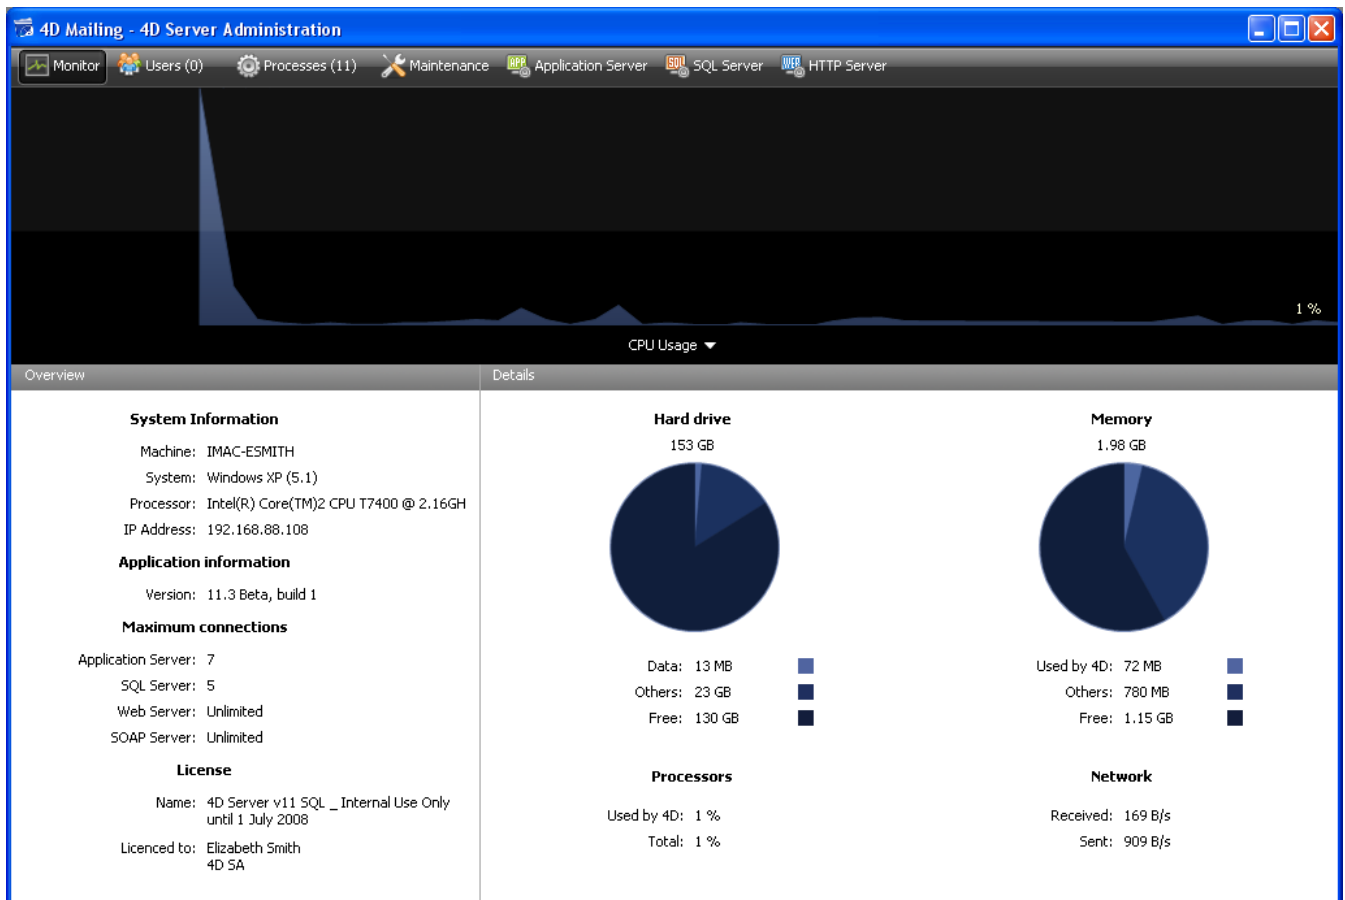 4D Mailing - 4D Server Administration
Monitor Users (0) Processes (11) Maintenance APP Application Server SQL SQL Server WEB HTTP Server
1 %
CPU Usage
Overview
Details
System Information
Machine: IMAC-ESMITH
System: Windows XP (5.1)
Processor: Intel(R) Core(TM)2 CPU T7400 @ 2.16GH
IP Address: 192.168.88.108
Application information
Version: 11.3 Beta, build 1
Maximum connections
Application Server: 7
SQL Server: 5
Web Server: Unlimited
SOAP Server: Unlimited
License
Name: 4D Server v11 SQL _ Internal Use Only
until 1 July 2008
Licenced to: Elizabeth Smith
4D SA
Hard drive
153 GB
Data: 13 MB
Others: 23 GB
Free: 130 GB
Processors
Used by 4D: 1 %
Total: 1 %
Memory
1.98 GB
Used by 4D: 72 MB
Others: 780 MB
Free: 1.15 GB
Network
Received: 169 B/s
Sent: 909 B/s